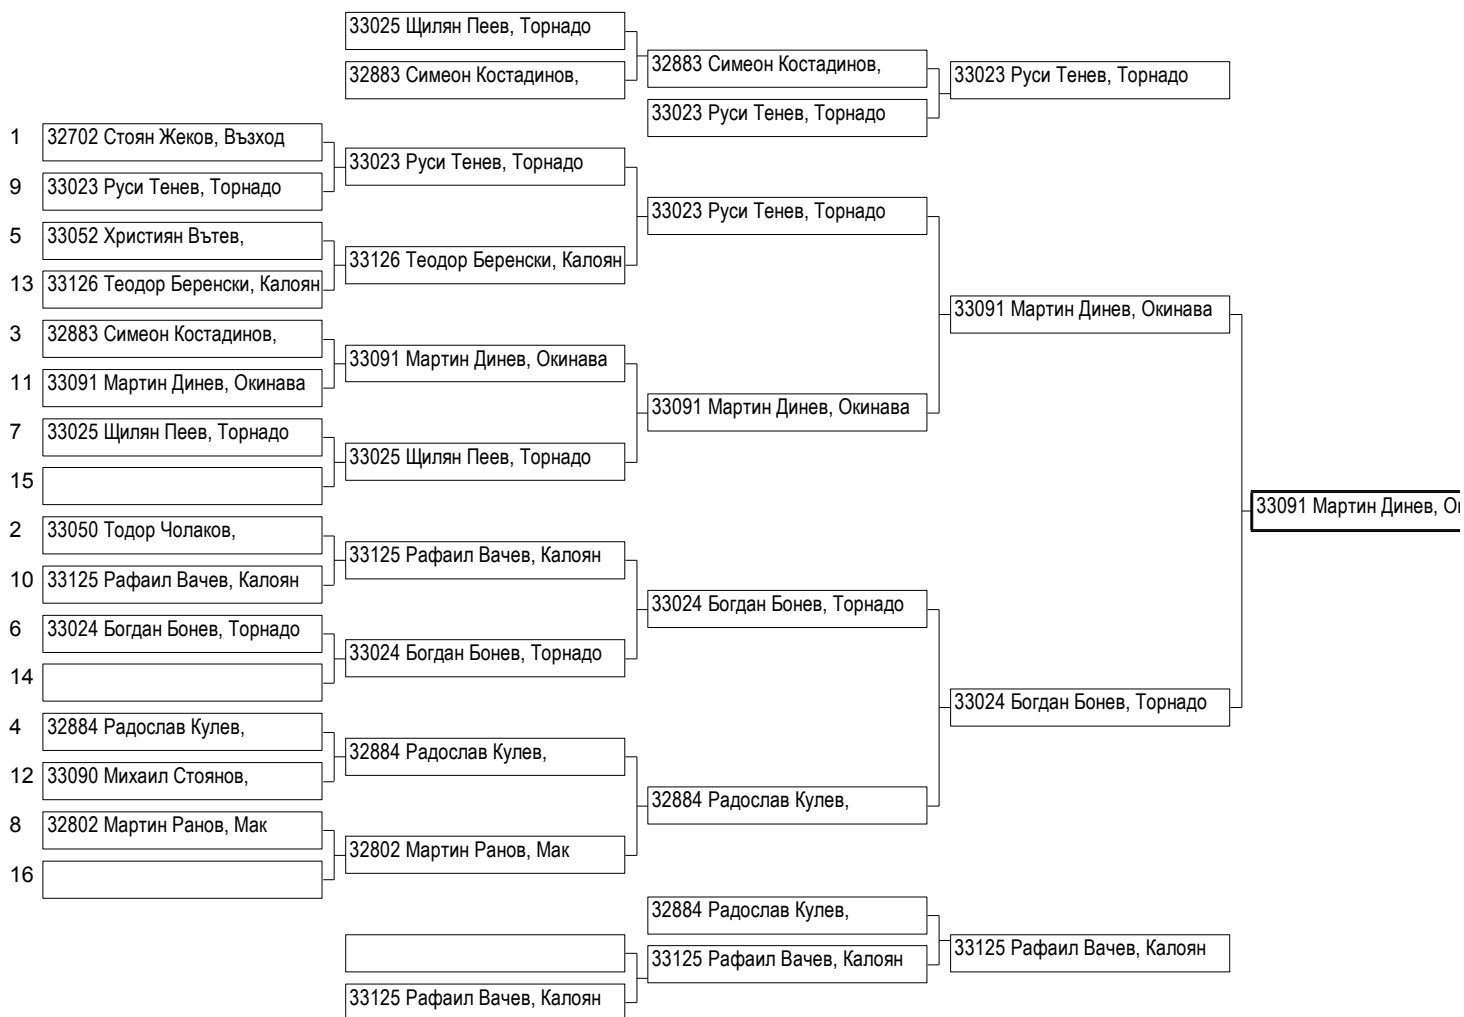 33025 Щилян Пеев, Торнадо
32883 Симеон Костадинов,
32883 Симеон Костадинов,
33023 Руси Тенев, Торнадо
33023 Руси Тенев, Торнадо
1 32702 Стоян Жеков, Възход
9 33023 Руси Тенев, Торнадо
5 33052 Християн Вътев,
13 33126 Теодор Беренски, Калоян
3 32883 Симеон Костадинов,
11 33091 Мартин Динев, Окинава
7 33025 Щилян Пеев, Торнадо
15
2 33050 Тодор Чолаков,
10 33125 Рафаил Вачев, Калоян
6 33024 Богдан Бонев, Торнадо
14
4 32884 Радослав Кулев,
12 33090 Михаил Стоянов,
8 32802 Мартин Ранов, Мак
16
33023 Руси Тенев, Торнадо
33126 Теодор Беренски, Калоян
33091 Мартин Динев, Окинава
33025 Щилян Пеев, Торнадо
33125 Рафаил Вачев, Калоян
33024 Богдан Бонев, Торнадо
32884 Радослав Кулев,
32802 Мартин Ранов, Мак
33023 Руси Тенев, Торнадо
33091 Мартин Динев, Окинава
33024 Богдан Бонев, Торнадо
32884 Радослав Кулев,
33091 Мартин Динев, Окинава
33024 Богдан Бонев, Торнадо
33091 Мартин Динев,
32884 Радослав Кулев,
33125 Рафаил Вачев, Калоян
33125 Рафаил Вачев, Калоян
33125 Рафаил Вачев, Калоян